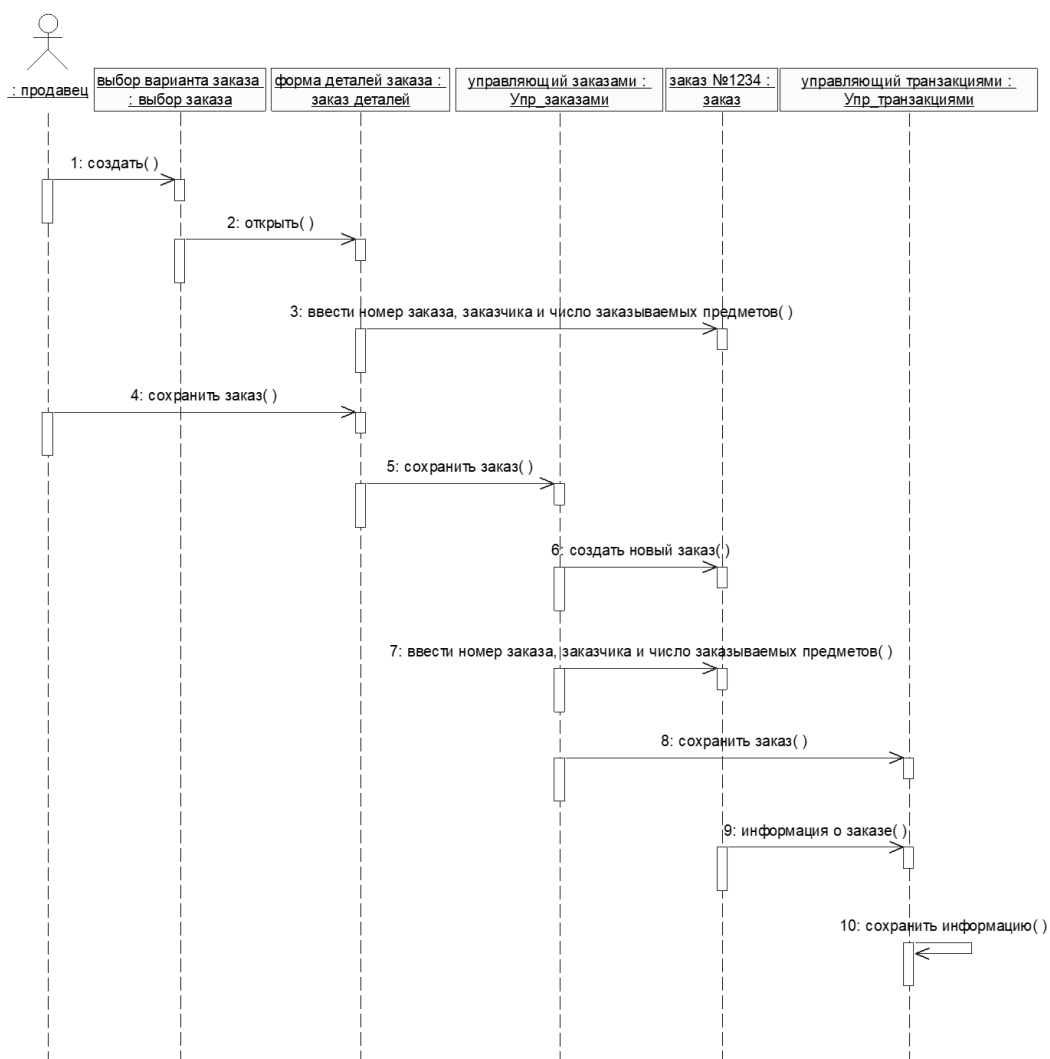 : продавец
выбор варианта заказа
: выбор заказа
форма деталей заказа :
заказ деталей
управляющий заказами :
Упр_заказами
заказ №1234 :
заказ
управляющий транзакциями :
Упр_транзакциями
1: создать( )
2: открыть( )
3: ввести номер заказа, заказчика и число заказываемых предметов( )
4: сохранить заказ( )
5: сохранить заказ( )
6: создать новый заказ( )
7: ввести номер заказа, заказчика и число заказываемых предметов( )
8: сохранить заказ( )
9: информация о заказе( )
10: сохранить информацию( )